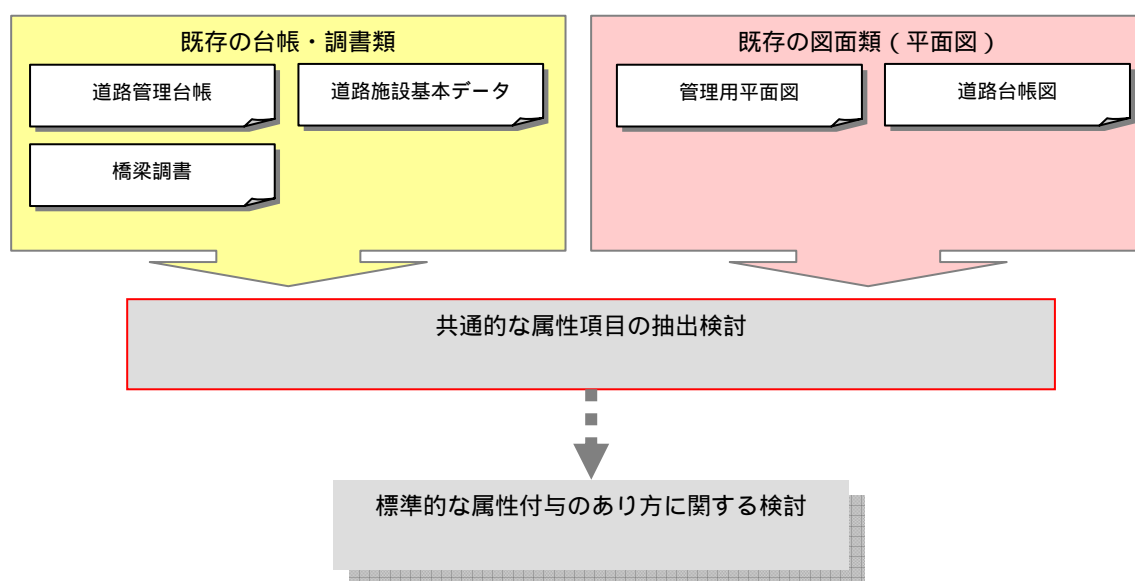 既存の台帳・調書類
道路管理台帳
道路施設基本データ
橋梁調書
既存の図面類(平面図)
管理用平面図
道路台帳図
共通的な属性項目の抽出検討
標準的な属性付与のあり方に関する検討